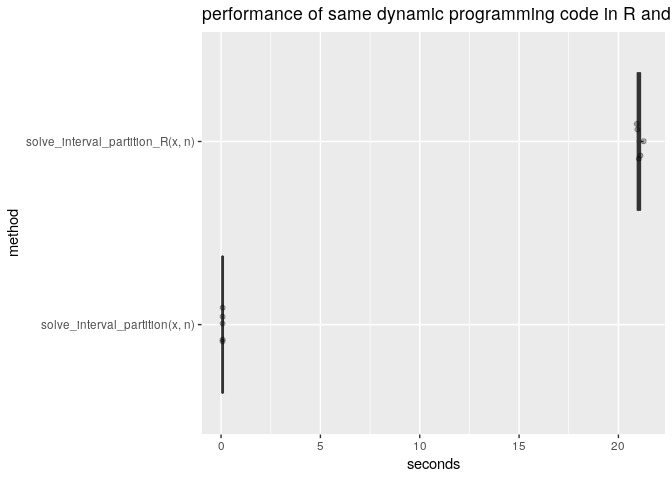 performance of same dynamic programming code in R and
solve_interval_partition_R(x, n)
solve_interval_partition(x, n)
method
0 5 10 15 20
seconds